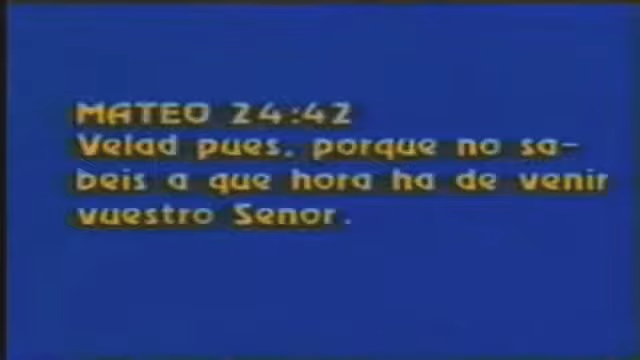 MATEO 24:42
Velad pues, porque no sa-
beis a que hora ha de venir
vuestro Senor.